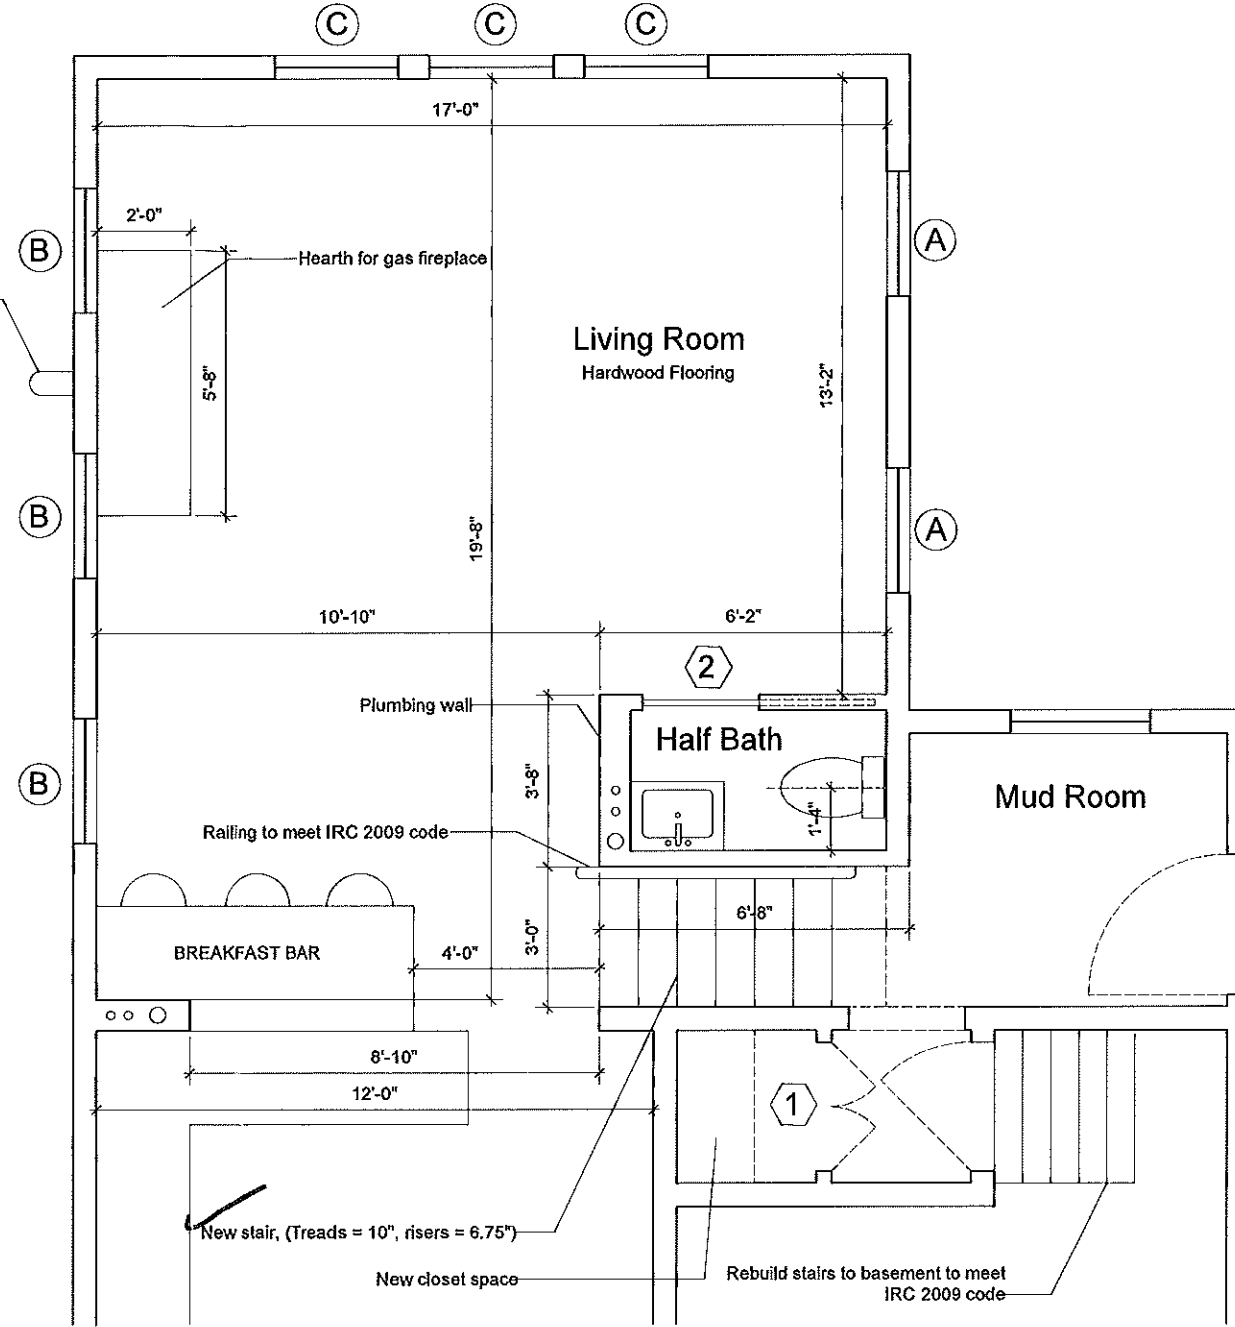 C C C
17'-0"
2'-0"
B
Hearth for gas fireplace
A
Living Room
Hardwood Flooring
5'-8"
13'-2"
B
19'-8"
A
10'-10"
6'-2"
2
Plumbing wall
Half Bath
B
3'-8"
Mud Room
1'-4"
Railing to meet IRC 2009 code
6'-8"
BREAKFAST BAR
4'-0"
3'-0"
8'-10"
12'-0"
1
New stair, (Treads = 10", risers = 6.75")
New closet space
Rebuild stairs to basement to meet
IRC 2009 code